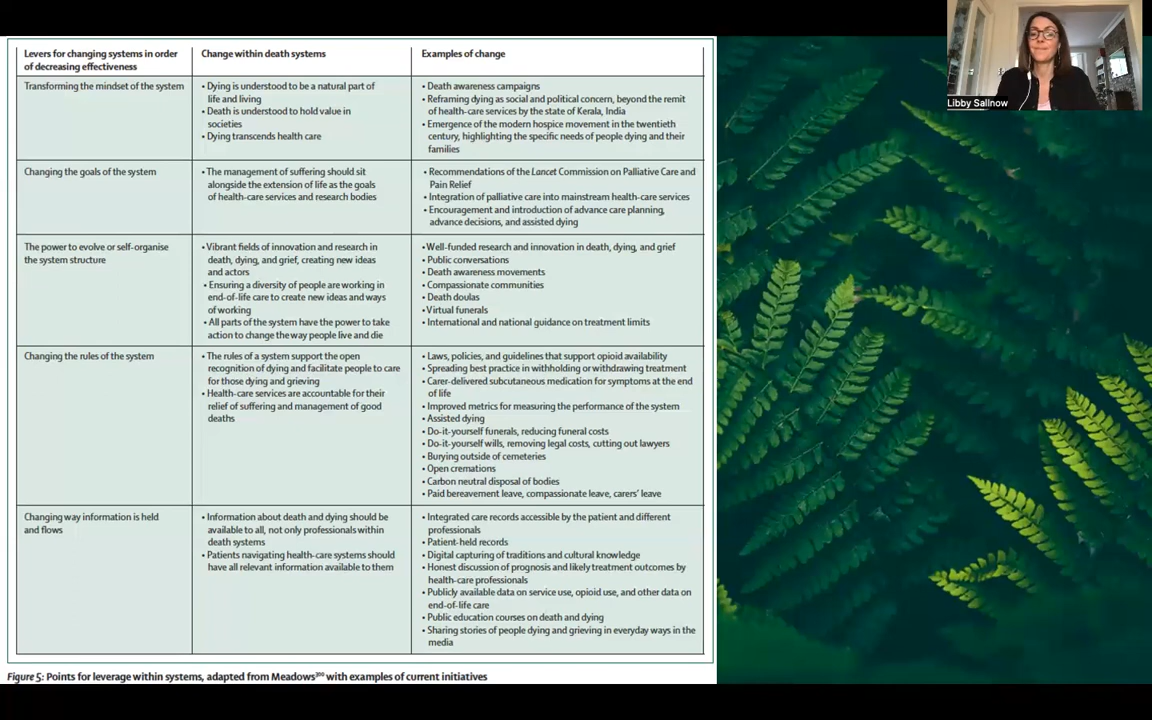 Levers for changing systems in order
of decreasing effectiveness
Change within death systems
Examples of change
Transforming the mindset of the system
• Dying is understood to be a natural part of
life and living
• Death is understood to hold value in
societies
• Dying transcends health care
• Death awareness campaigns
• Reframing dying as social and political concern, beyond the remit
of health-care services by the state of Kerala, India
• Emergence of the modern hospice movement in the twentieth
century, highlighting the specific needs of people dying and their
families
Changing the goals of the system
• The management of suffering should sit
alongside the extension of life as the goals
of health-care services and research bodies
• Recommendations of the Lancet Commission on Palliative Care and
Pain Relief
• Integration of palliative care into mainstream health-care services
• Encouragement and introduction of advance care planning,
advance decisions, and assisted dying
The power to evolve or self-organise
the system structure
• Vibrant fields of innovation and research in
death, dying, and grief, creating new ideas
and actors
• Ensuring a diversity of people are working in
end-of-life care to create new ideas and ways
of working
• All parts of the system have the power to take
action to change the way people live and die
• Well-funded research and innovation in death, dying, and grief
• Public conversations
• Death awareness movements
• Compassionate communities
• Death doulas
• Virtual funerals
• International and national guidance on treatment limits
Changing the rules of the system
• The rules of a system support the open
recognition of dying and facilitate people to care
for those dying and grieving
• Health-care services are accountable for their
relief of suffering and management of good
deaths
• Laws, policies, and guidelines that support opioid availability
• Spreading best practice in withholding or withdrawing treatment
• Carer-delivered subcutaneous medication for symptoms at the end
of life
• Improved metrics for measuring the performance of the system
• Assisted dying
• Do-it-yourself funerals, reducing funeral costs
• Do-it-yourself wills, removing legal costs, cutting out lawyers
• Burying outside of cemeteries
• Open cremations
• Carbon neutral disposal of bodies
• Paid bereavement leave, compassionate leave, carers' leave
Changing way information is held
and flows
• Information about death and dying should be
available to all, not only professionals within
death systems
• Patients navigating health-care systems should
have all relevant information available to them
• Integrated care records accessible by the patient and different
professionals
• Patient-held records
• Digital capturing of traditions and cultural knowledge
• Honest discussion of prognosis and likely treatment outcomes by
health-care professionals
• Publicly available data on service use, opioid use, and other data on
end-of-life care
• Public education courses on death and dying
• Sharing stories of people dying and grieving in everyday ways in the
media
Figure 5: Points for leverage within systems, adapted from Meadows³⁰⁰ with examples of current initiatives
Libby Sallnow